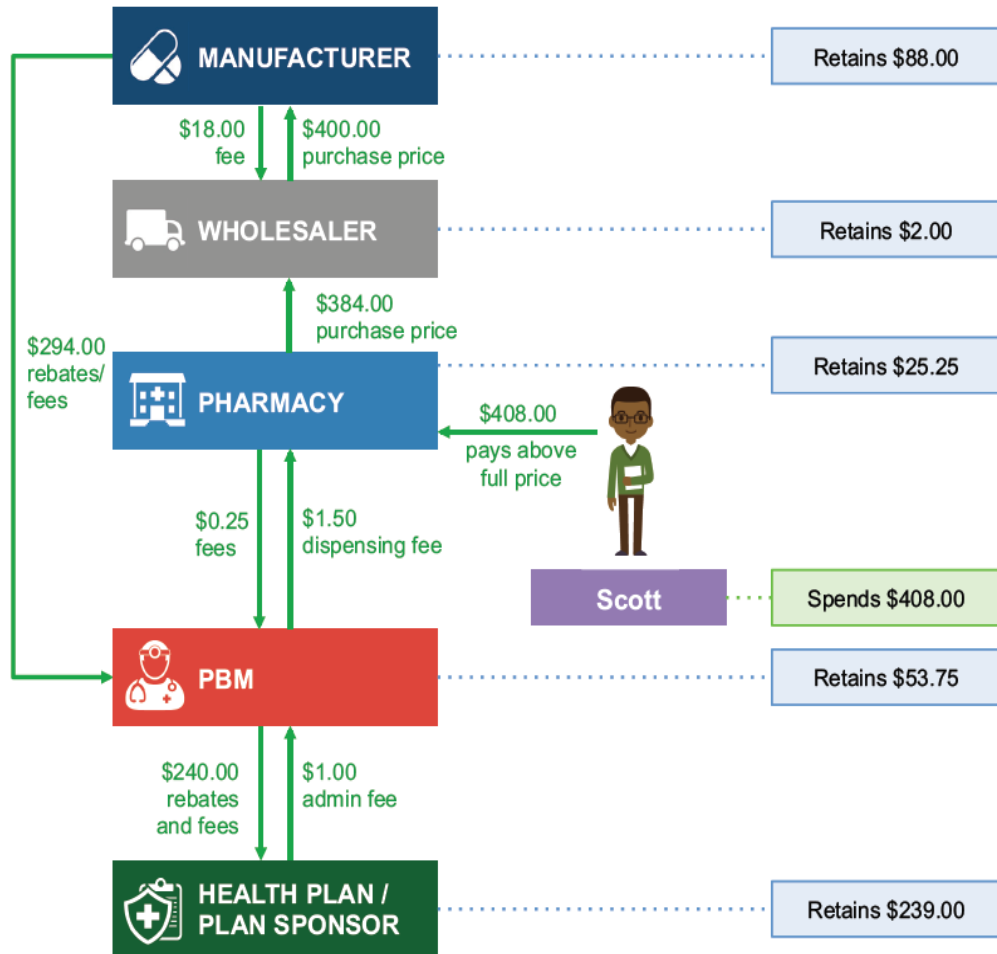 MANUFACTURER
Retains $88.00
$18.00
fee
$400.00
purchase price
WHOLESALER
Retains $2.00
$384.00
purchase price
$294.00
rebates/
fees
PHARMACY
Retains $25.25
$408.00
pays above
full price
$0.25
fees
$1.50
dispensing fee
Scott
Spends $408.00
PBM
Retains $53.75
$240.00
rebates
and fees
$1.00
admin fee
HEALTH PLAN /
PLAN SPONSOR
Retains $239.00